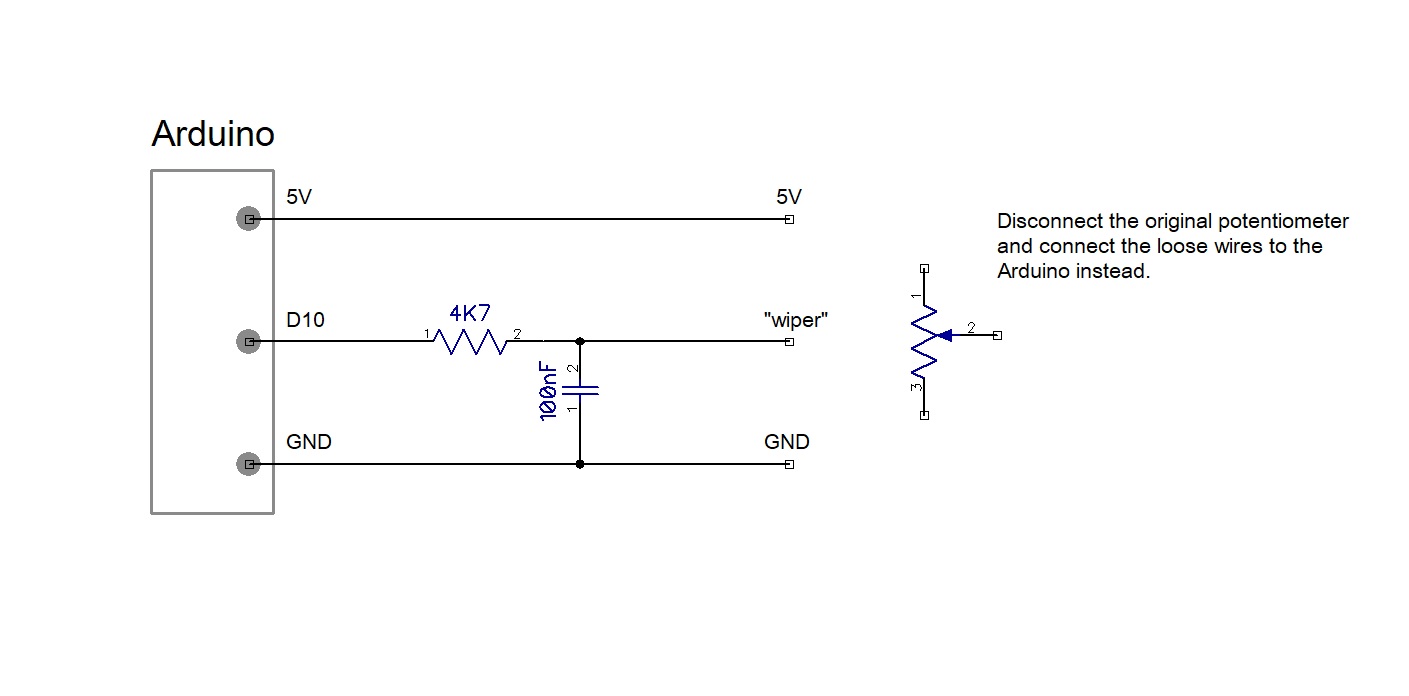 Arduino
5V
5V
Disconnect the original potentiometer
and connect the loose wires to the
Arduino instead.
D10
1
4K7
2
"wiper"
1
2
3
100nF
2
1
GND
GND